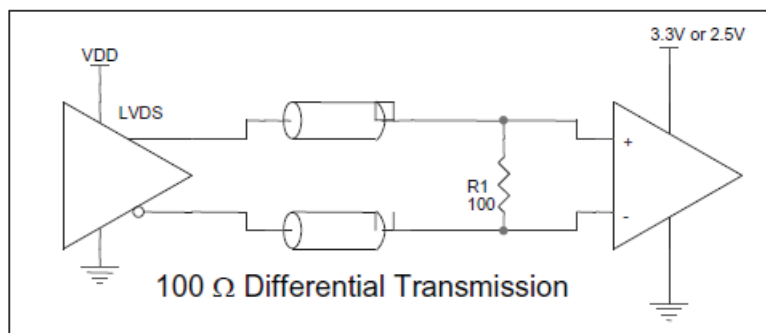 VDD
3.3V or 2.5V
LVDS
+
R1
100
-
100 Ω Differential Transmission